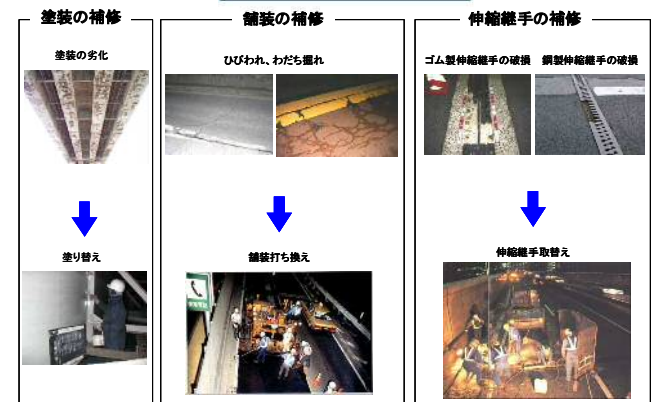 塗装の補修
塗装の劣化
塗り替え
舗装の補修
ひびわれ、わだち掘れ
舗装打ち換え
伸縮継手の補修
ゴム製伸縮継手の破損
鋼製伸縮継手の破損
伸縮継手取替え